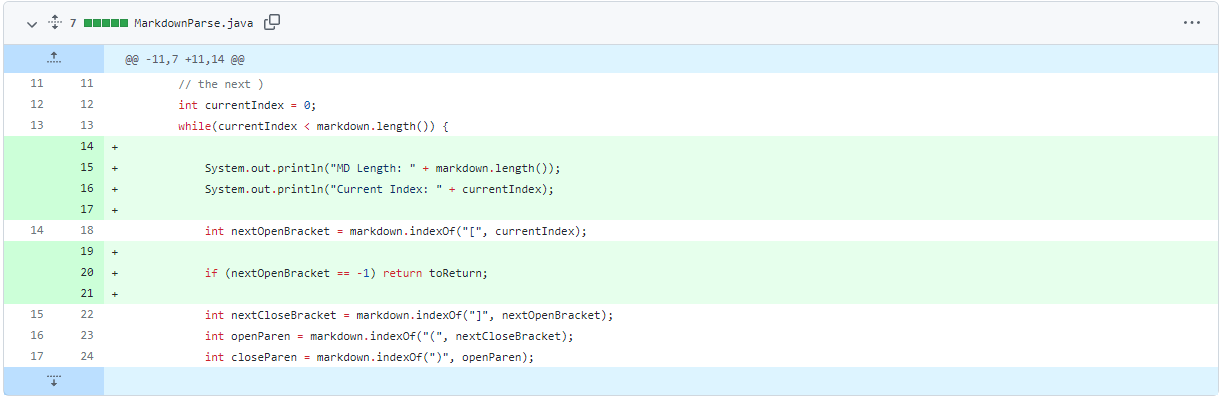 7 MarkdownParse.java
@@ -11,7 +11,14 @@
11 11 // the next )
12 12 int currentIndex = 0;
13 13 while(currentIndex < markdown.length()) {
14 +
15 + System.out.println("MD Length: " + markdown.length());
16 + System.out.println("Current Index: " + currentIndex);
17 +
14 18 int nextOpenBracket = markdown.indexOf("[", currentIndex);
19 +
20 + if (nextOpenBracket == -1) return toReturn;
21 +
15 22 int nextCloseBracket = markdown.indexOf("]", nextOpenBracket);
16 23 int openParen = markdown.indexOf("(", nextCloseBracket);
17 24 int closeParen = markdown.indexOf(")", openParen);